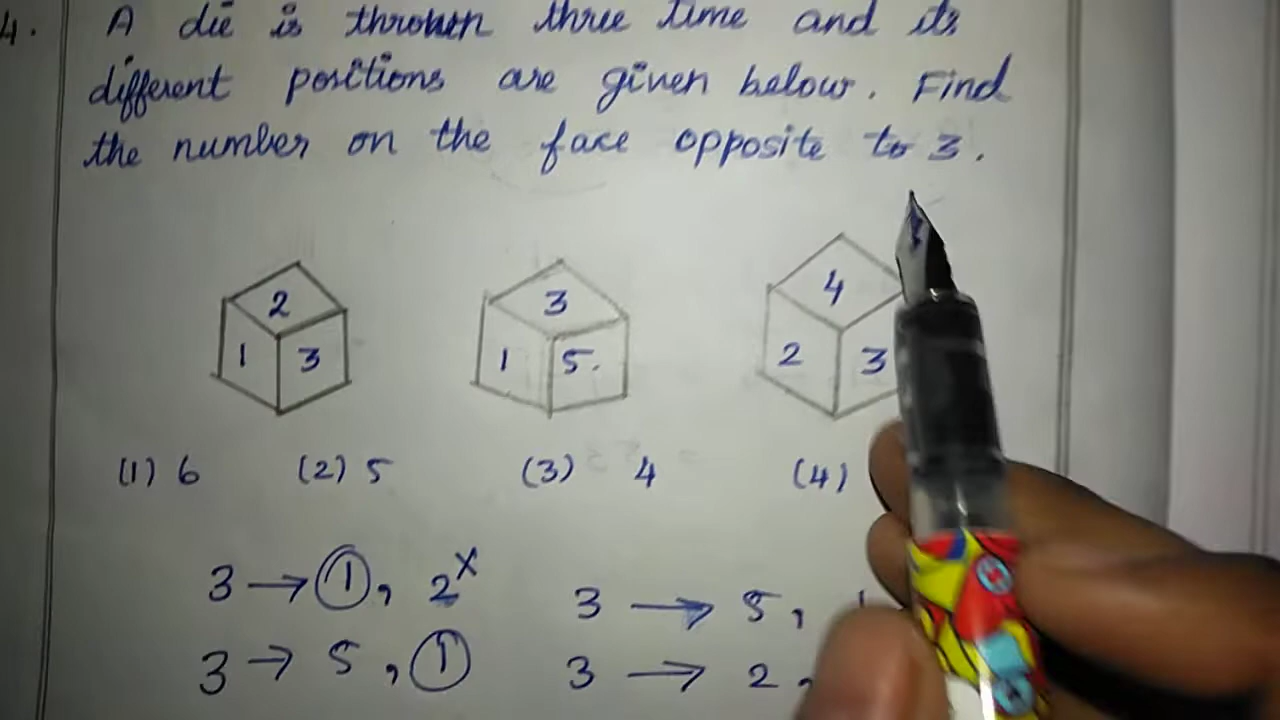 4. A die is thrown three time and its
different positions are given below. Find
the number on the face opposite to 3.
2 3 4
1 3 1 5. 2 3
(1) 6 (2) 5 (3) 4 (4)
3 → 1, 2 x 3 → 5,
3 → 5, 1 3 → 2,